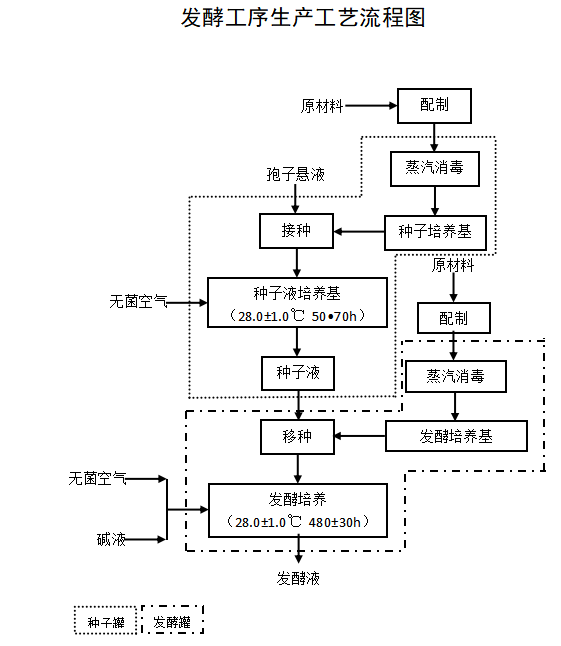 发酵工序生产工艺流程图
原材料
配制
蒸汽消毒
孢子悬液
接种
种子培养基
原材料
无菌空气
种子液培养基
（28.0±1.0℃ 50•70h）
配制
种子液
蒸汽消毒
移种
发酵培养基
无菌空气
发酵培养
（28.0±1.0℃ 480±30h）
碱液
发酵液
种子罐
发酵罐